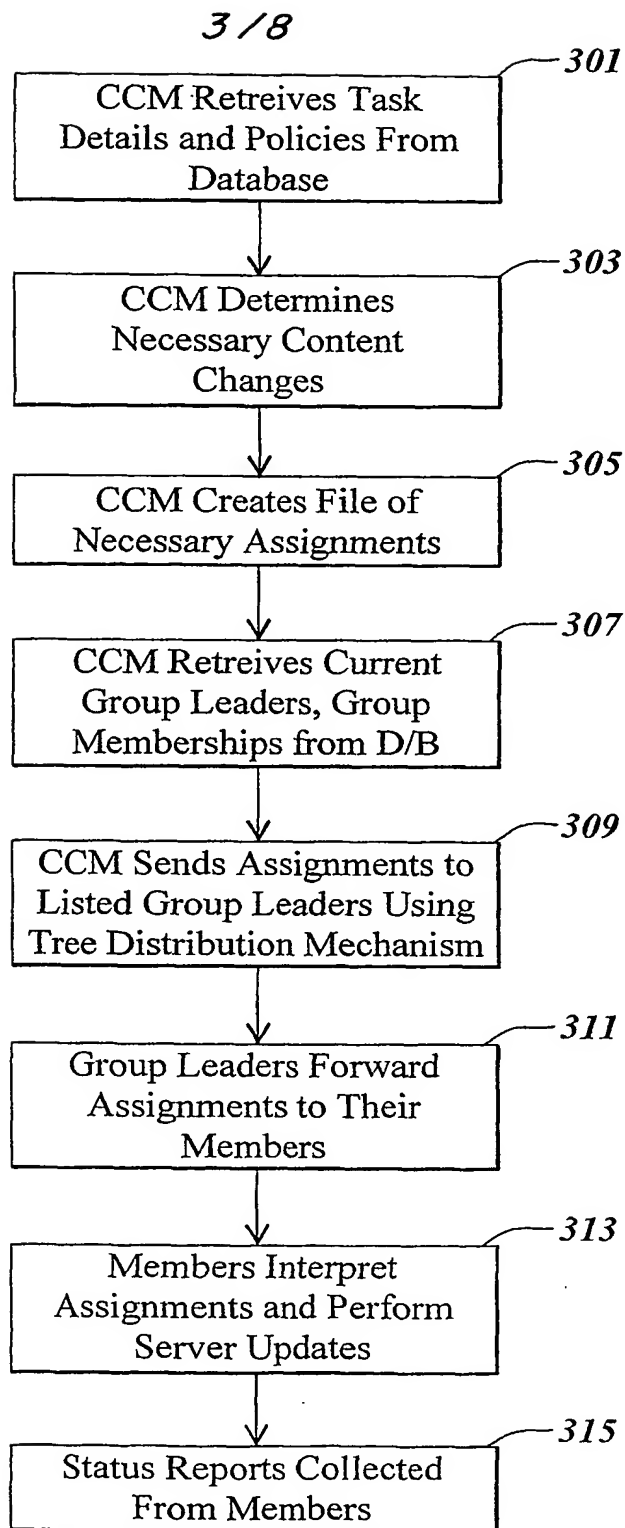 3/8
301
CCM Retreives Task
Details and Policies From
Database
303
CCM Determines
Necessary Content
Changes
305
CCM Creates File of
Necessary Assignments
307
CCM Retreives Current
Group Leaders, Group
Memberships from D/B
309
CCM Sends Assignments to
Listed Group Leaders Using
Tree Distribution Mechanism
311
Group Leaders Forward
Assignments to Their
Members
313
Members Interpret
Assignments and Perform
Server Updates
315
Status Reports Collected
From Members